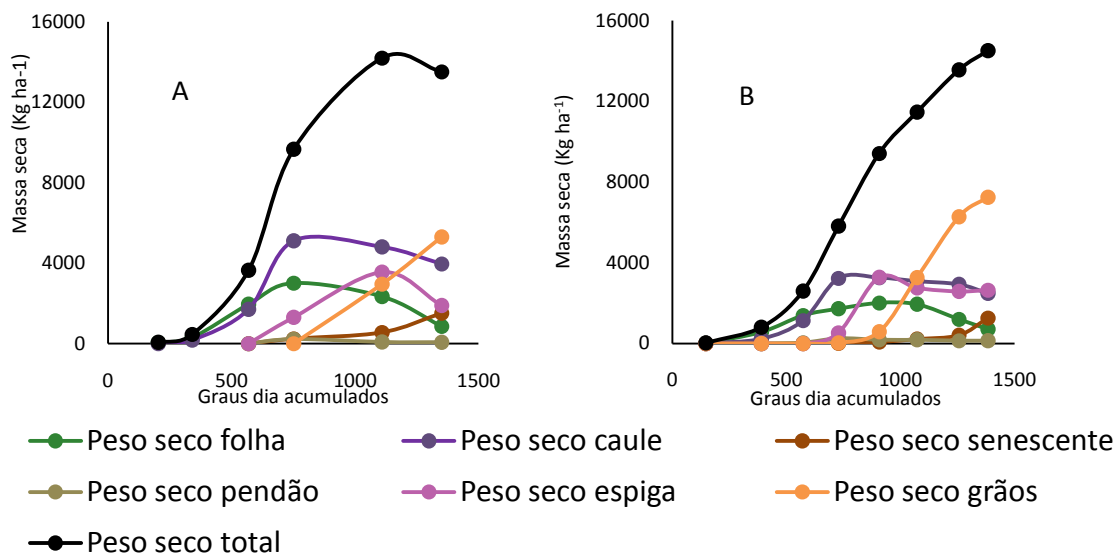 Massa seca (Kg ha-1)
16000
12000
8000
4000
0
A
0 500 1000 1500
Graus dia acumulados
Massa seca (Kg ha⁻¹)
16000
12000
8000
4000
0
B
0 500 1000 1500
Graus dia acumulados
Peso seco folha Peso seco caule Peso seco senescente
Peso seco pendão Peso seco espiga Peso seco grãos
Peso seco total